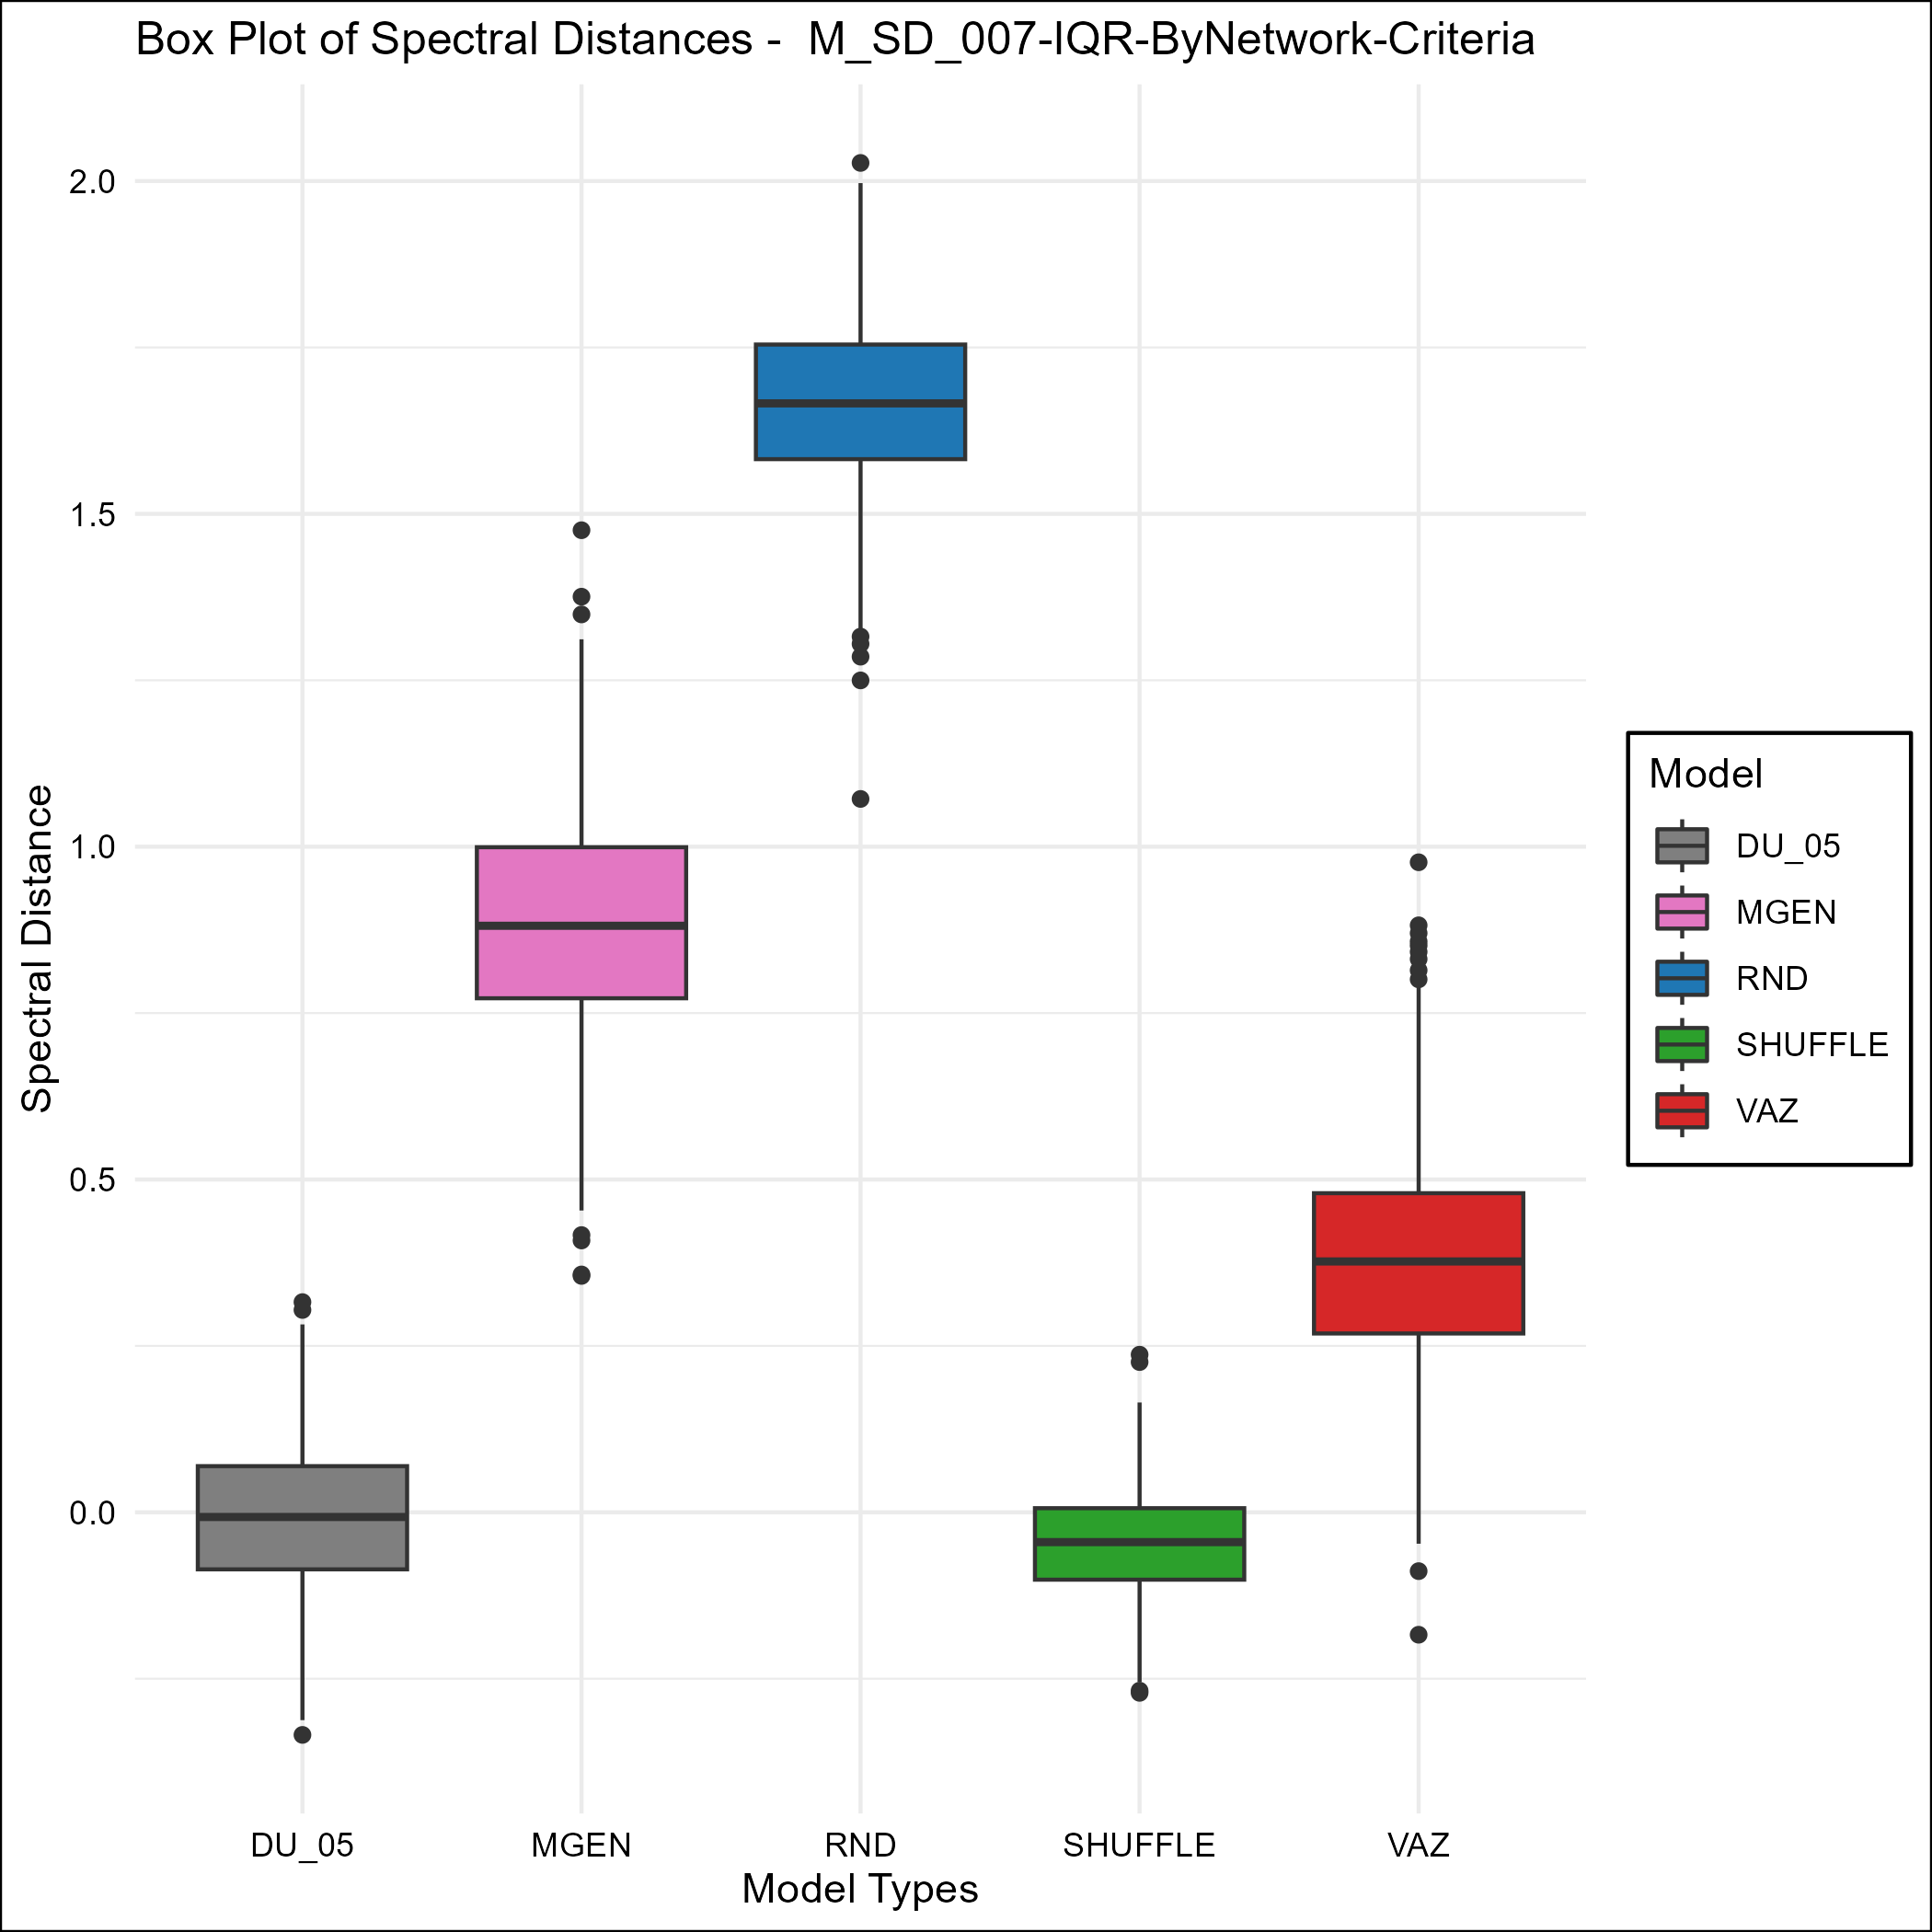 Box Plot of Spectral Distances -  M_SD_007-IQR-ByNetwork-Criteria
Spectral Distance
2.0
1.5
1.0
0.5
0.0
DU_05
MGEN
RND
SHUFFLE
VAZ
Model Types
Model
DU_05
MGEN
RND
SHUFFLE
VAZ